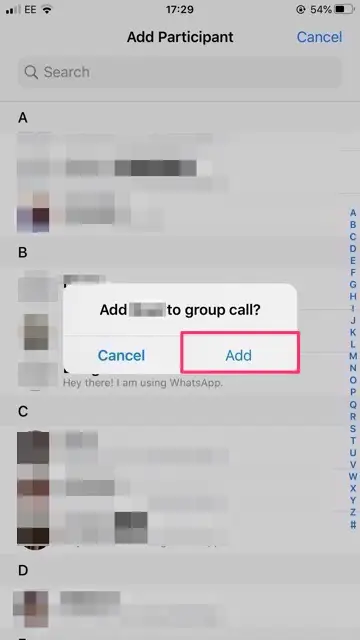 EE 17:29 54%
Add Participant Cancel
Search
A
B
Add to group call?
Cancel Add
Hey there! I am using WhatsApp.
C
D
A
B
C
D
E
F
G
H
I
J
K
L
M
N
O
P
Q
R
S
T
U
V
W
X
Y
Z
#